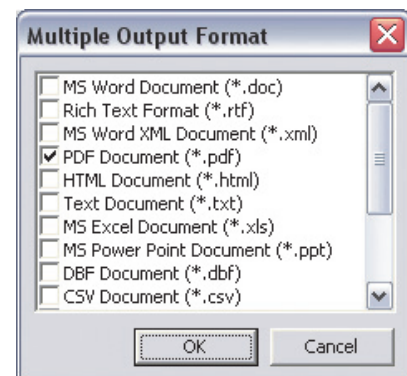 Multiple Output Format
MS Word Document (*.doc)
Rich Text Format (*.rtf)
MS Word XML Document (*.xml)
PDF Document (*.pdf)
HTML Document (*.html)
Text Document (*.txt)
MS Excel Document (*.xls)
MS Power Point Document (*.ppt)
DBF Document (*.dbf)
CSV Document (*.csv)
OK
Cancel